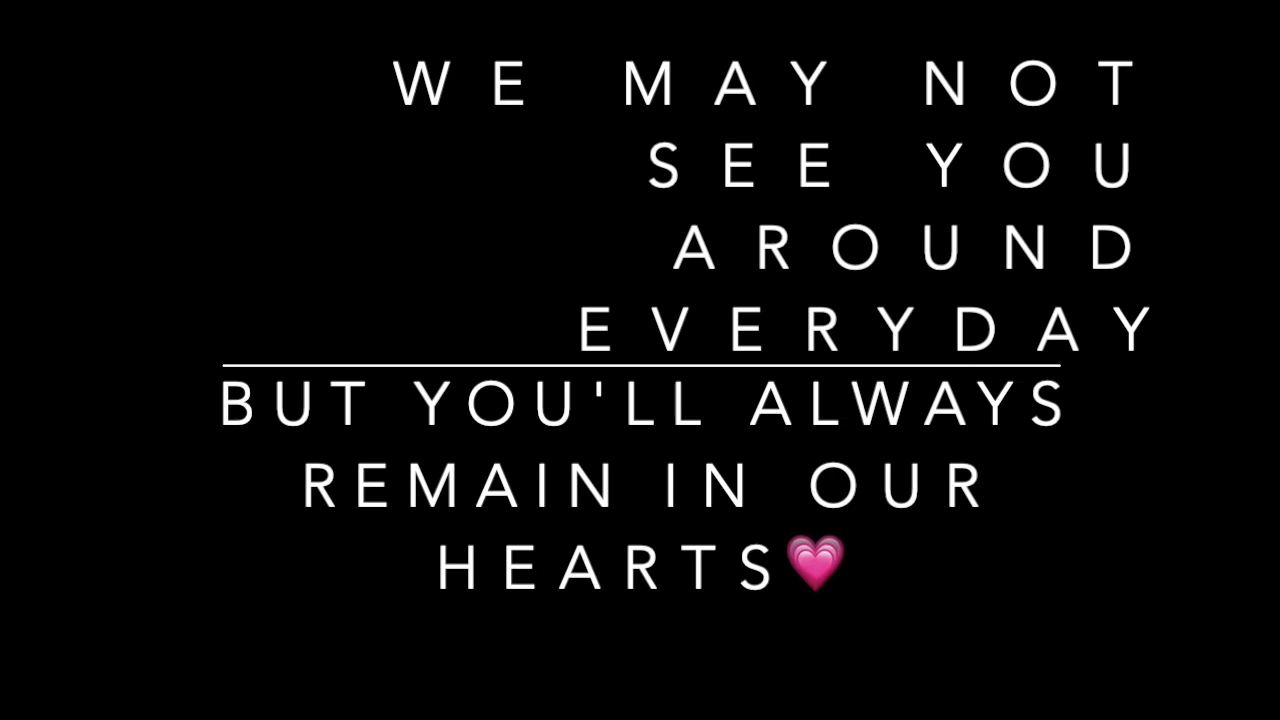 WE MAY NOT
SEE YOU
AROUND
EVERYDAY
BUT YOU'LL ALWAYS
REMAIN IN OUR
HEARTS💗